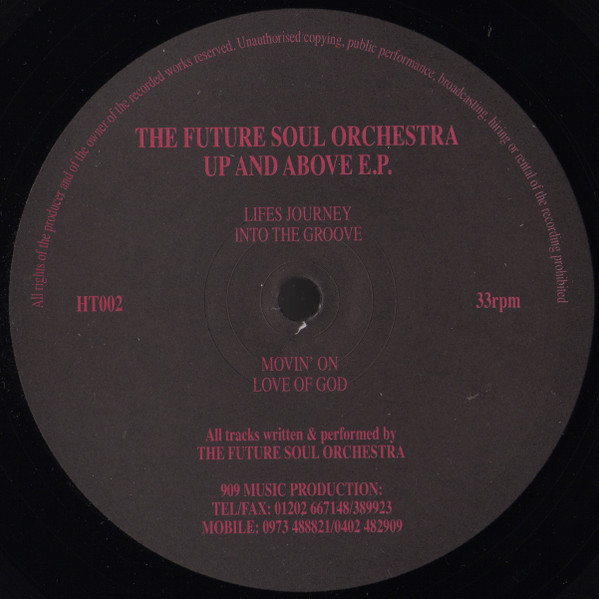 All rights of the producer and of the owner of the recorded works reserved. Unauthorised copying, public performance, broadcasting, hiring or rental of the recording prohibited
THE FUTURE SOUL ORCHESTRA
UP AND ABOVE E.P.
LIFES JOURNEY
INTO THE GROOVE
HT002
33rpm
MOVIN' ON
LOVE OF GOD
All tracks written & performed by
THE FUTURE SOUL ORCHESTRA
909 MUSIC PRODUCTION:
TEL/FAX: 01202 667148/389923
MOBILE: 0973 488821/0402 482909